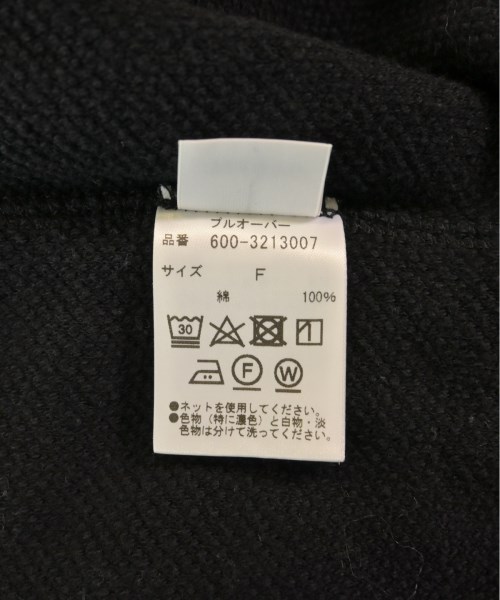 プルオーバー
品番 600-3213007
サイズ F
綿 100%
30
F W
●ネットを使用してください。
●色物（特に濃色）と白物・淡
色物は分けて洗ってください。